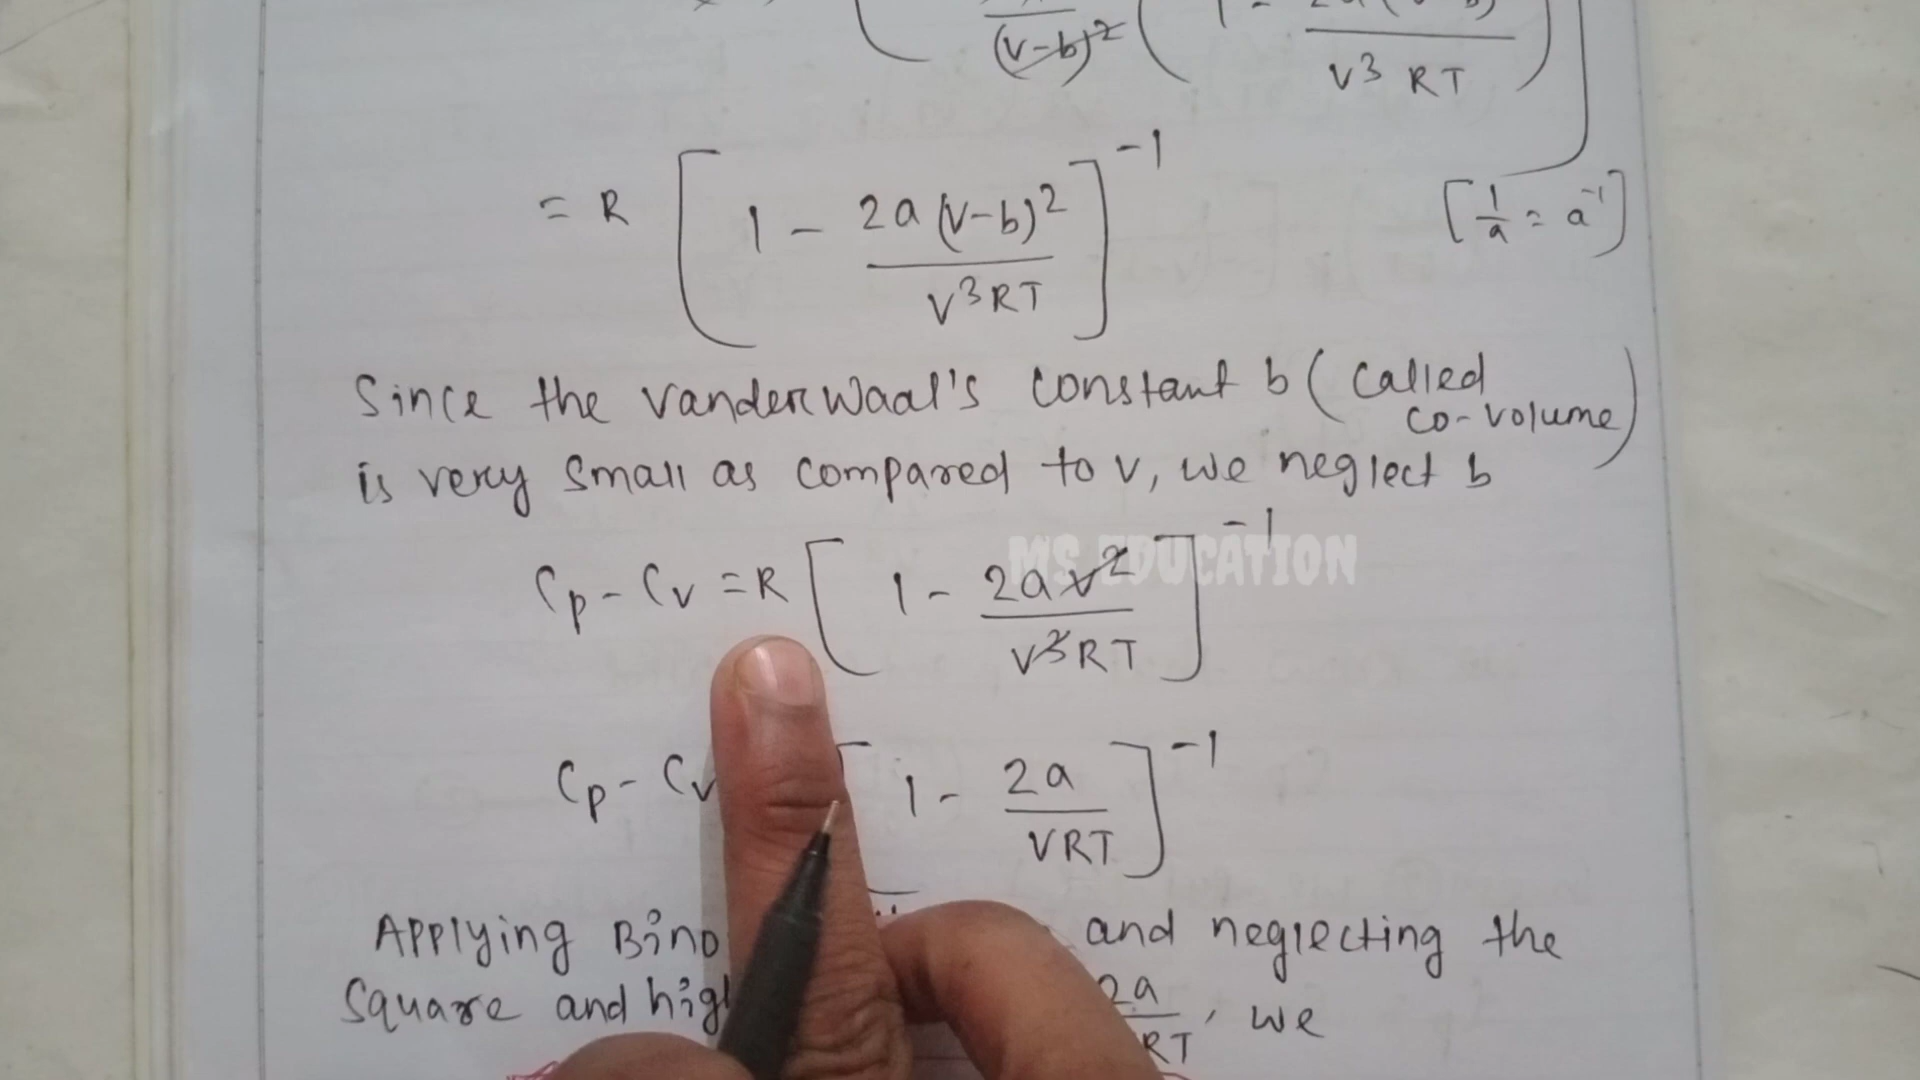 (v-b)²
v³ RT
= R [ 1 - 2a(v-b)² / v³RT ]⁻¹ [1/a = a⁻¹]
Since the vanderwaal's constant b (called co-volume)
is very small as compared to v, we neglect b
Cp - Cv = R [ 1 - 2av² / v³RT ]⁻¹
MS EDUCATION
Cp - Cv [ 1 - 2a / VRT ]⁻¹
Applying and neglecting the
Square and 2a / RT, we